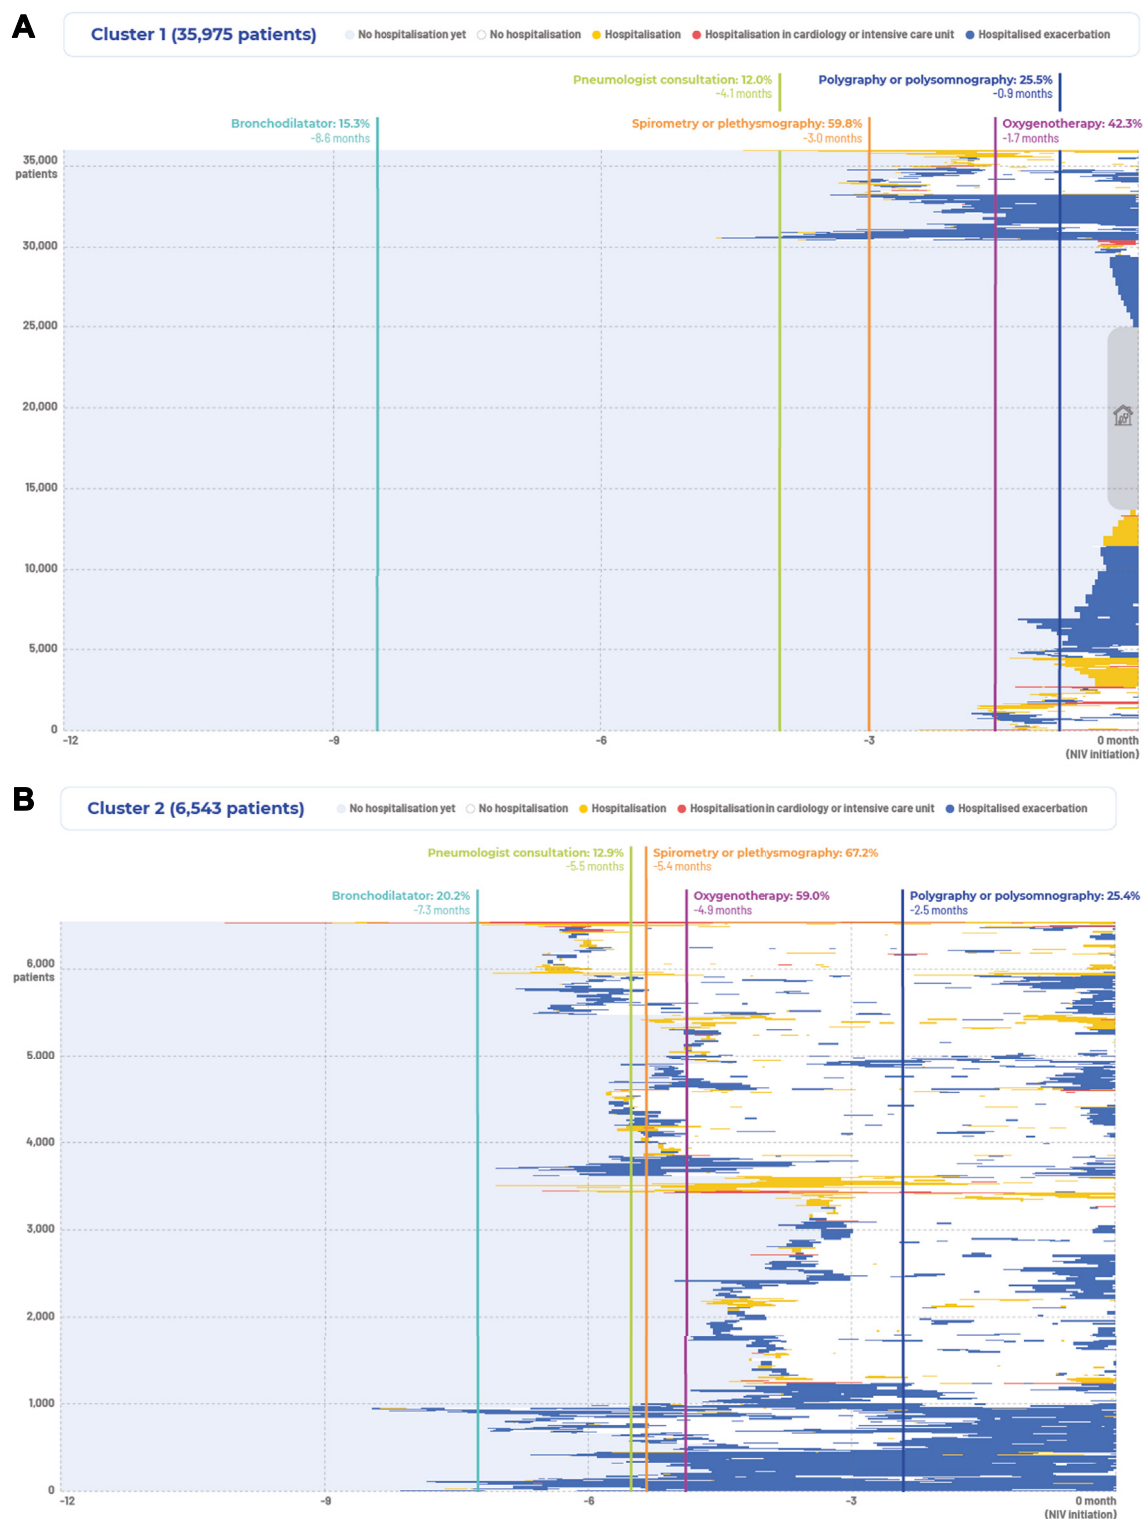 A
Cluster 1 (35,975 patients)
No hospitalisation yet
No hospitalisation
Hospitalisation
Hospitalisation in cardiology or intensive care unit
Hospitalised exacerbation
Pneumologist consultation: 12.0%
-4.1 months
Polygraphy or polysomnography: 25.5%
-0.9 months
Bronchodilatator: 15.3%
-8.6 months
Spirometry or plethysmography: 59.8%
-3.0 months
Oxygenotherapy: 42.3%
-1.7 months
35,000
patients
30,000
25,000
20,000
15,000
10,000
5,000
0
-12
-9
-6
-3
0 month
(NIV initiation)
B
Cluster 2 (6,543 patients)
No hospitalisation yet
No hospitalisation
Hospitalisation
Hospitalisation in cardiology or intensive care unit
Hospitalised exacerbation
Pneumologist consultation: 12.9%
-5.5 months
Spirometry or plethysmography: 67.2%
-5.4 months
Bronchodilatator: 20.2%
-7.3 months
Oxygenotherapy: 59.0%
-4.9 months
Polygraphy or polysomnography: 25.4%
-2.5 months
6,000
patients
5.000
4,000
3,000
2,000
1,000
0
-12
-9
-6
-3
0 month
(NIV initiation)